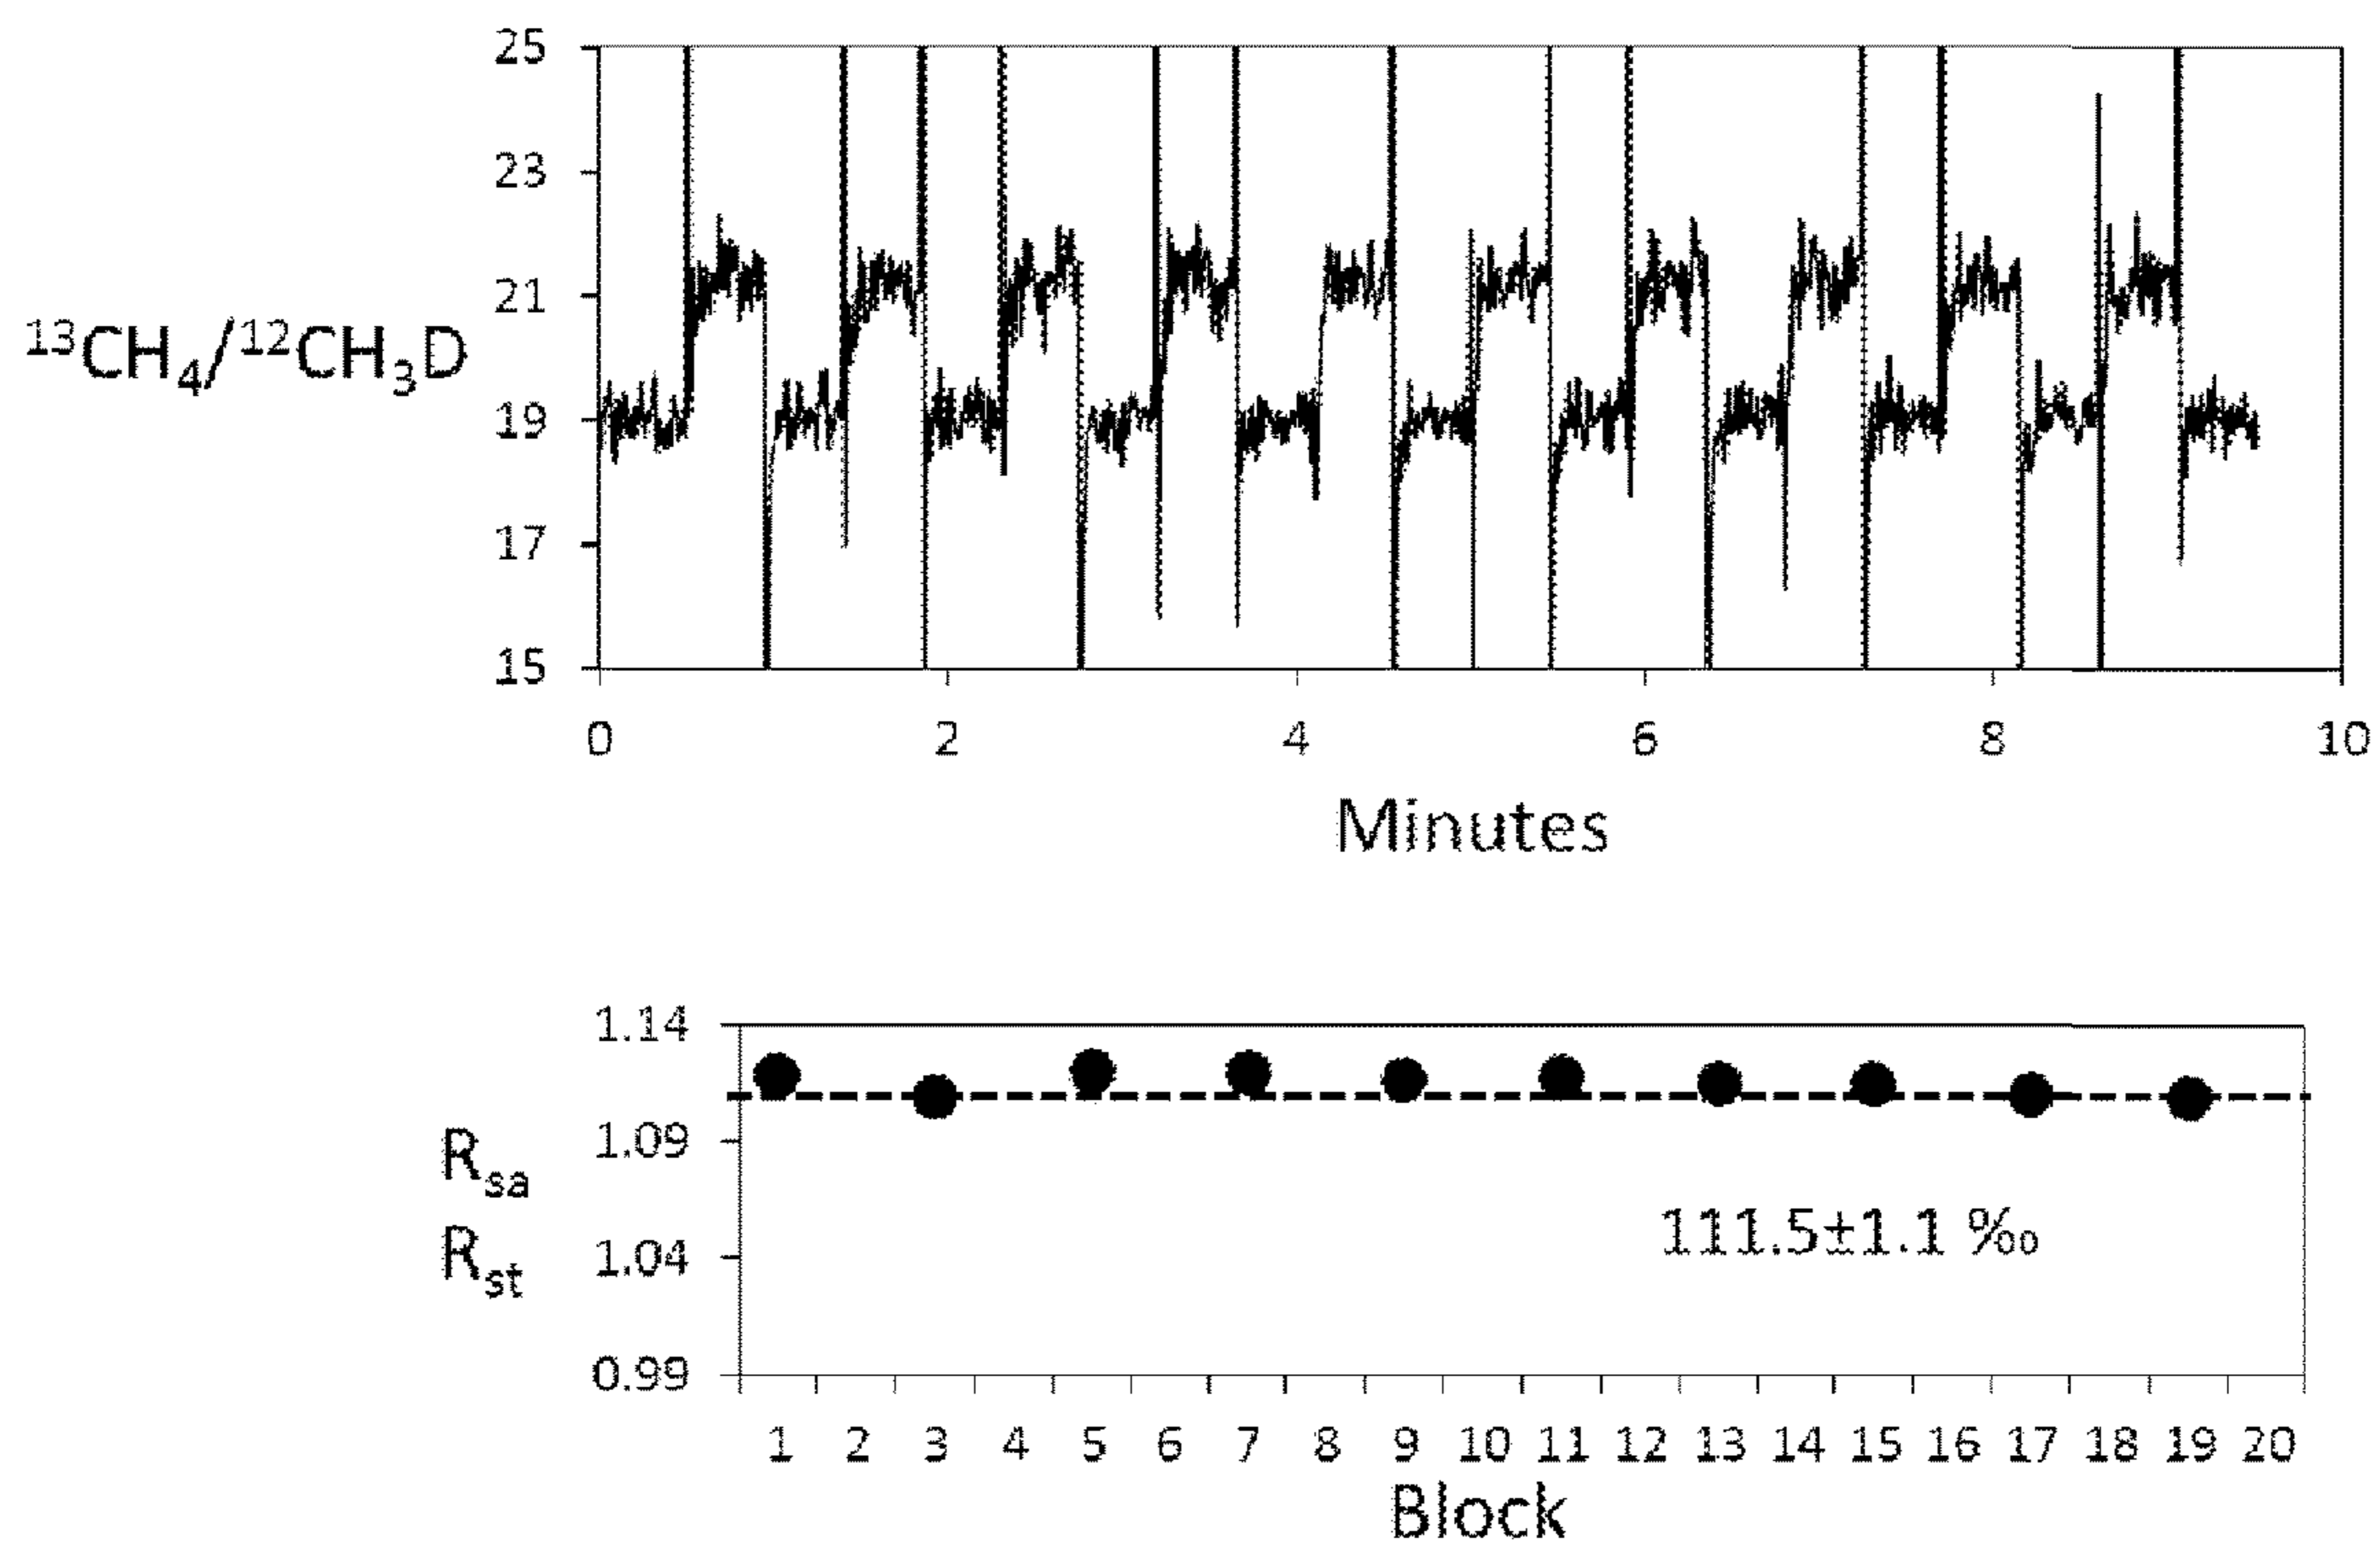 25
23
21
19
17
15
¹³CH₄/¹²CH₃D
0 2 4 6 8 10
Minutes
1.14
1.09
1.04
0.99
Rsa
Rst
111.5±1.1 ‰
1 2 3 4 5 6 7 8 9 10 11 12 13 14 15 16 17 18 19 20
Block